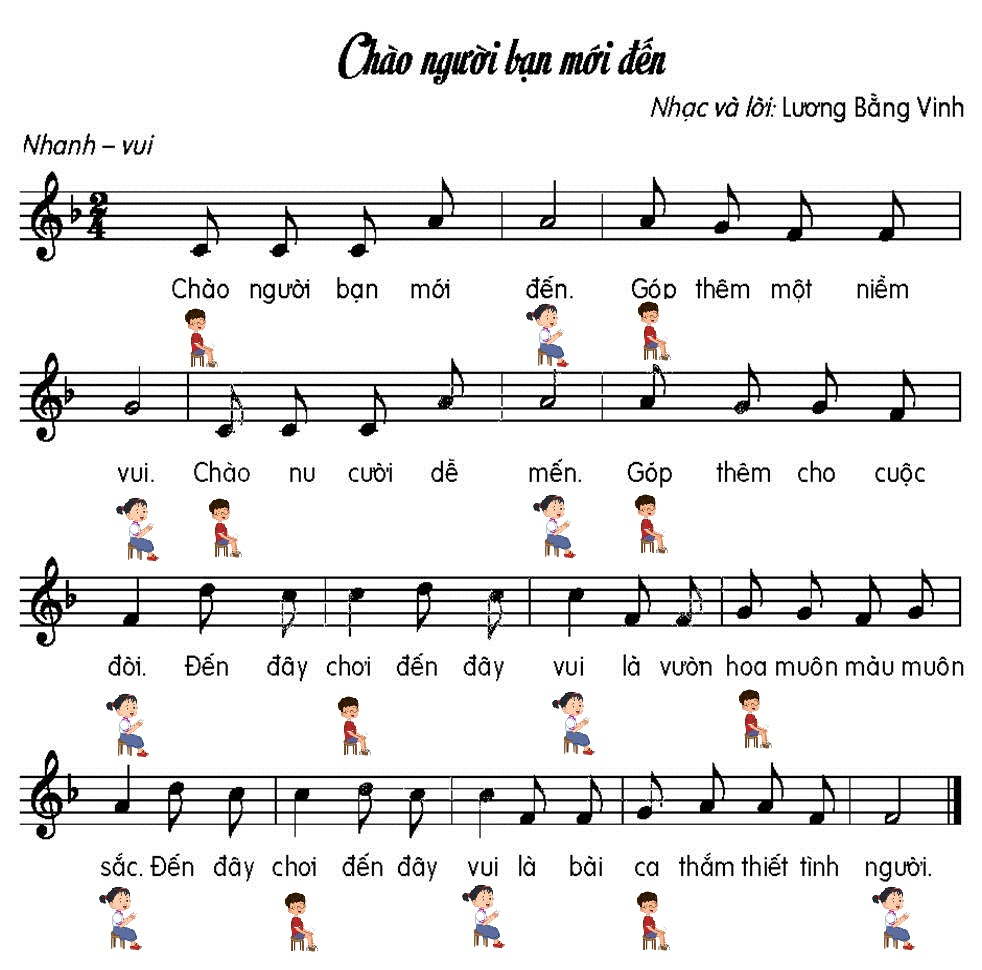 Chào người bạn mới đến
Nhạc và lời: Lương Bằng Vinh
Nhanh – vui
2
4
Chào người bạn mới đến. Góp thêm một niềm
vui. Chào nu cười dễ mến. Góp thêm cho cuộc
đòi. Đến đây chơi đến đây vui là vườn hoa muôn màu muôn
sắc. Đến đây chơi đến đây vui là bài ca thắm thiết tình người.